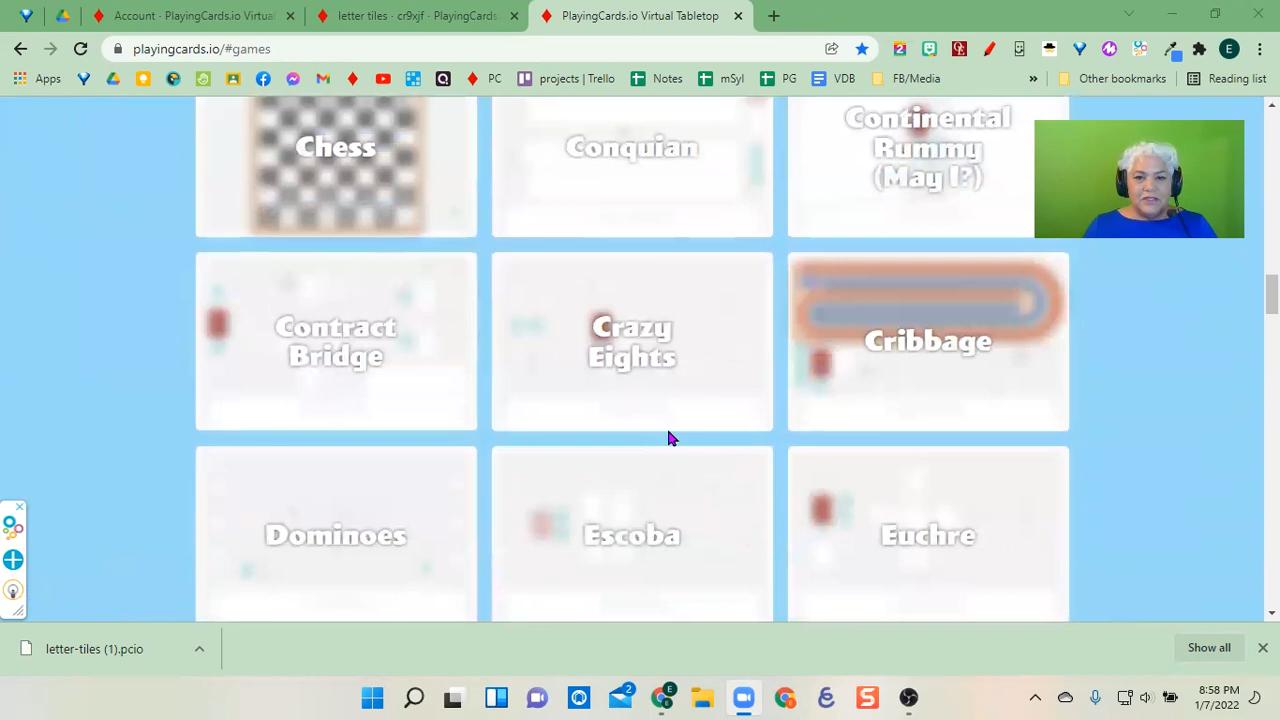 Account - PlayingCards.io Virtual
letter tiles - cr9xjf - PlayingCards.
PlayingCards.io Virtual Tabletop
playingcards.io/#games
E
Apps
PC
projects | Trello
Notes
mSyl
PG
VDB
FB/Media
»
Other bookmarks
Reading list
Chess
Conquian
Continental
Rummy
(May I?)
Contract
Bridge
Crazy
Eights
Cribbage
Dominoes
Escoba
Euchre
letter-tiles (1).pcio
Show all
2
E
8:58 PM
1/7/2022